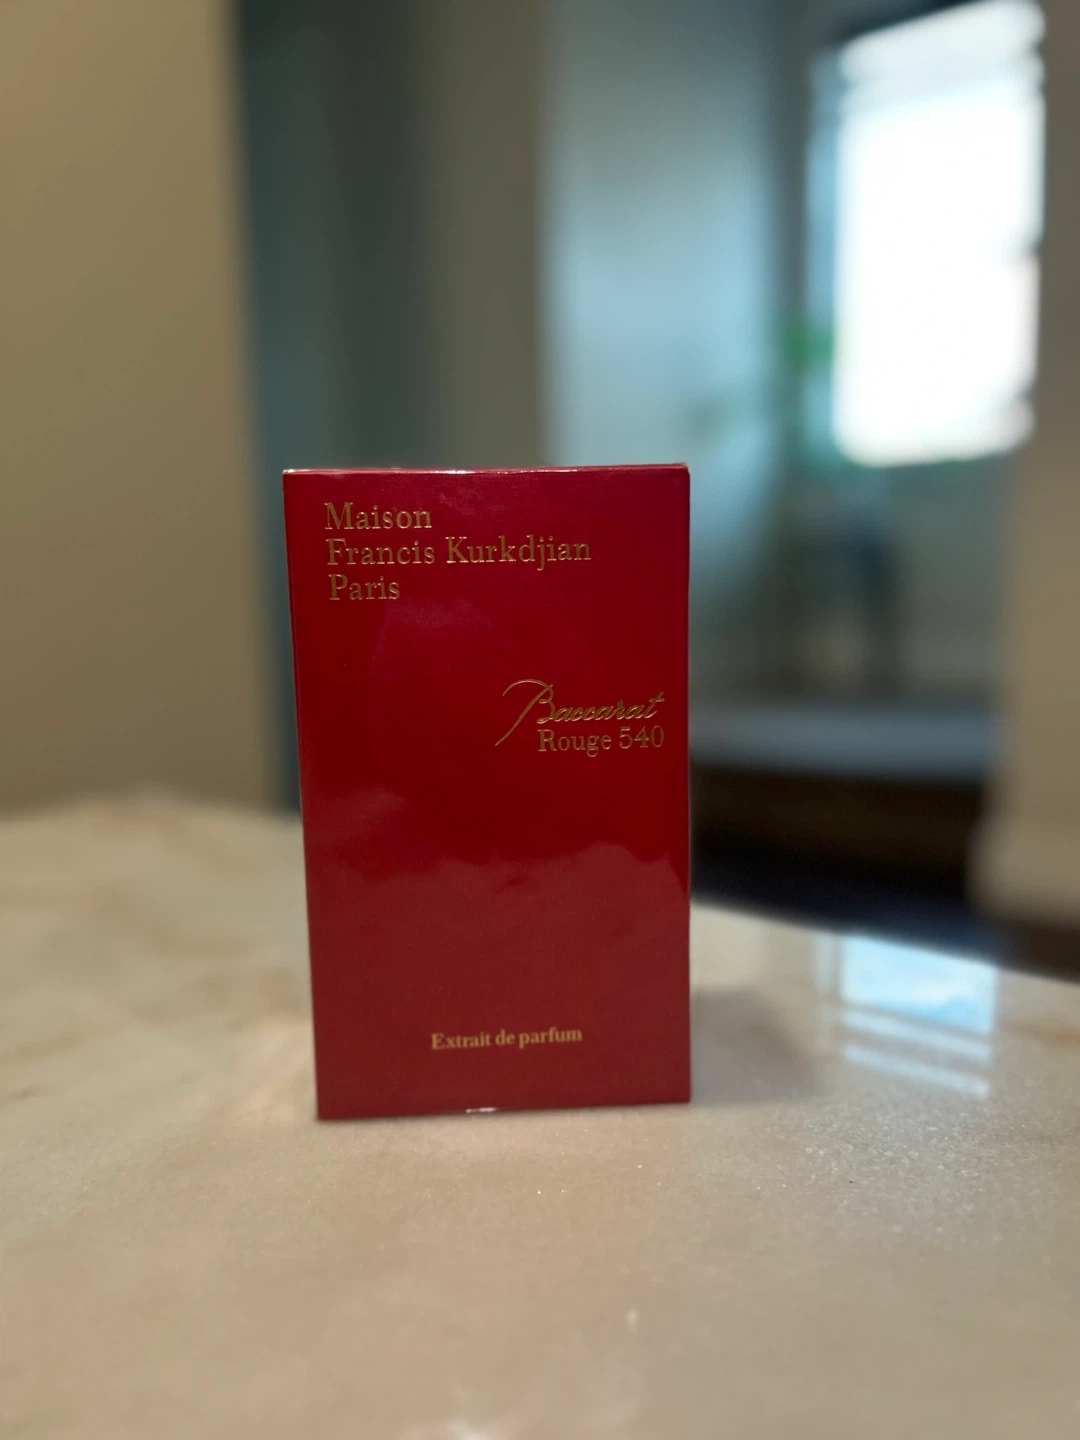 Maison
Francis Kurkdjian
Paris
Baccarat
Rouge 540
Extrait de parfum